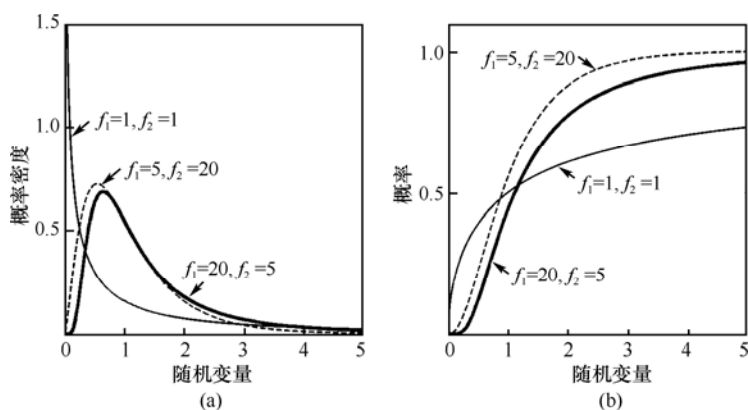 1.5
1.0
0.5
0
1
2
3
4
5
概率密度
随机变量
f₁=1, f₂=1
f₁=5, f₂=20
f₁=20, f₂=5
(a)
1.0
0.5
0
1
2
3
4
5
概率
随机变量
f₁=5, f₂=20
f₁=1, f₂=1
f₁=20, f₂=5
(b)